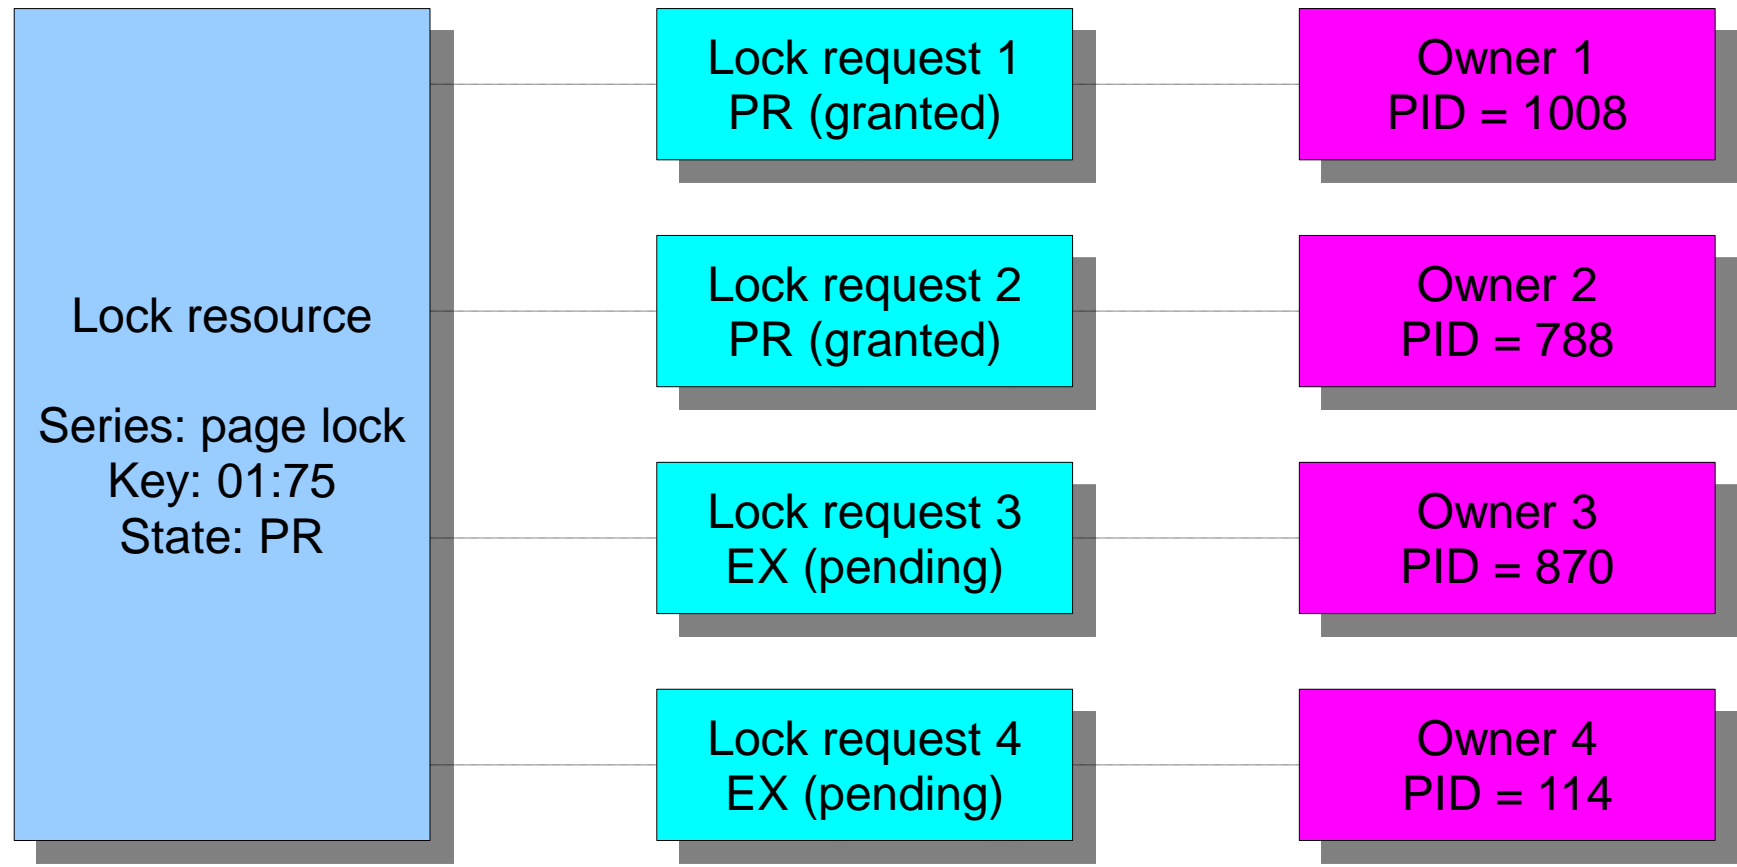 Lock resource
Series: page lock
Key: 01:75
State: PR
Lock request 1
PR (granted)
Owner 1
PID = 1008
Lock request 2
PR (granted)
Owner 2
PID = 788
Lock request 3
EX (pending)
Owner 3
PID = 870
Lock request 4
EX (pending)
Owner 4
PID = 114